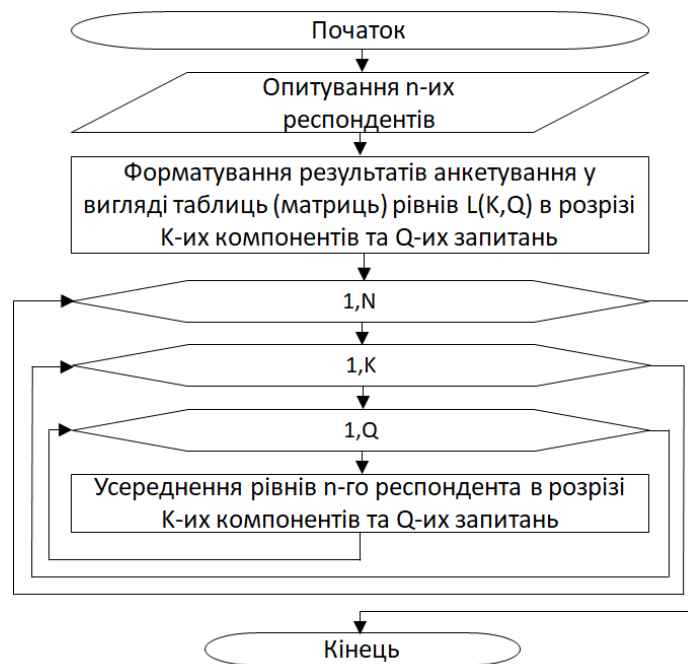 Початок
Опитування n-их
респондентів
Форматування результатів анкетування у
вигляді таблиць (матриць) рівнів L(K,Q) в розрізі
K-их компонентів та Q-их запитань
1,N
1,K
1,Q
Усереднення рівнів n-го респондента в розрізі
K-их компонентів та Q-их запитань
Кінець